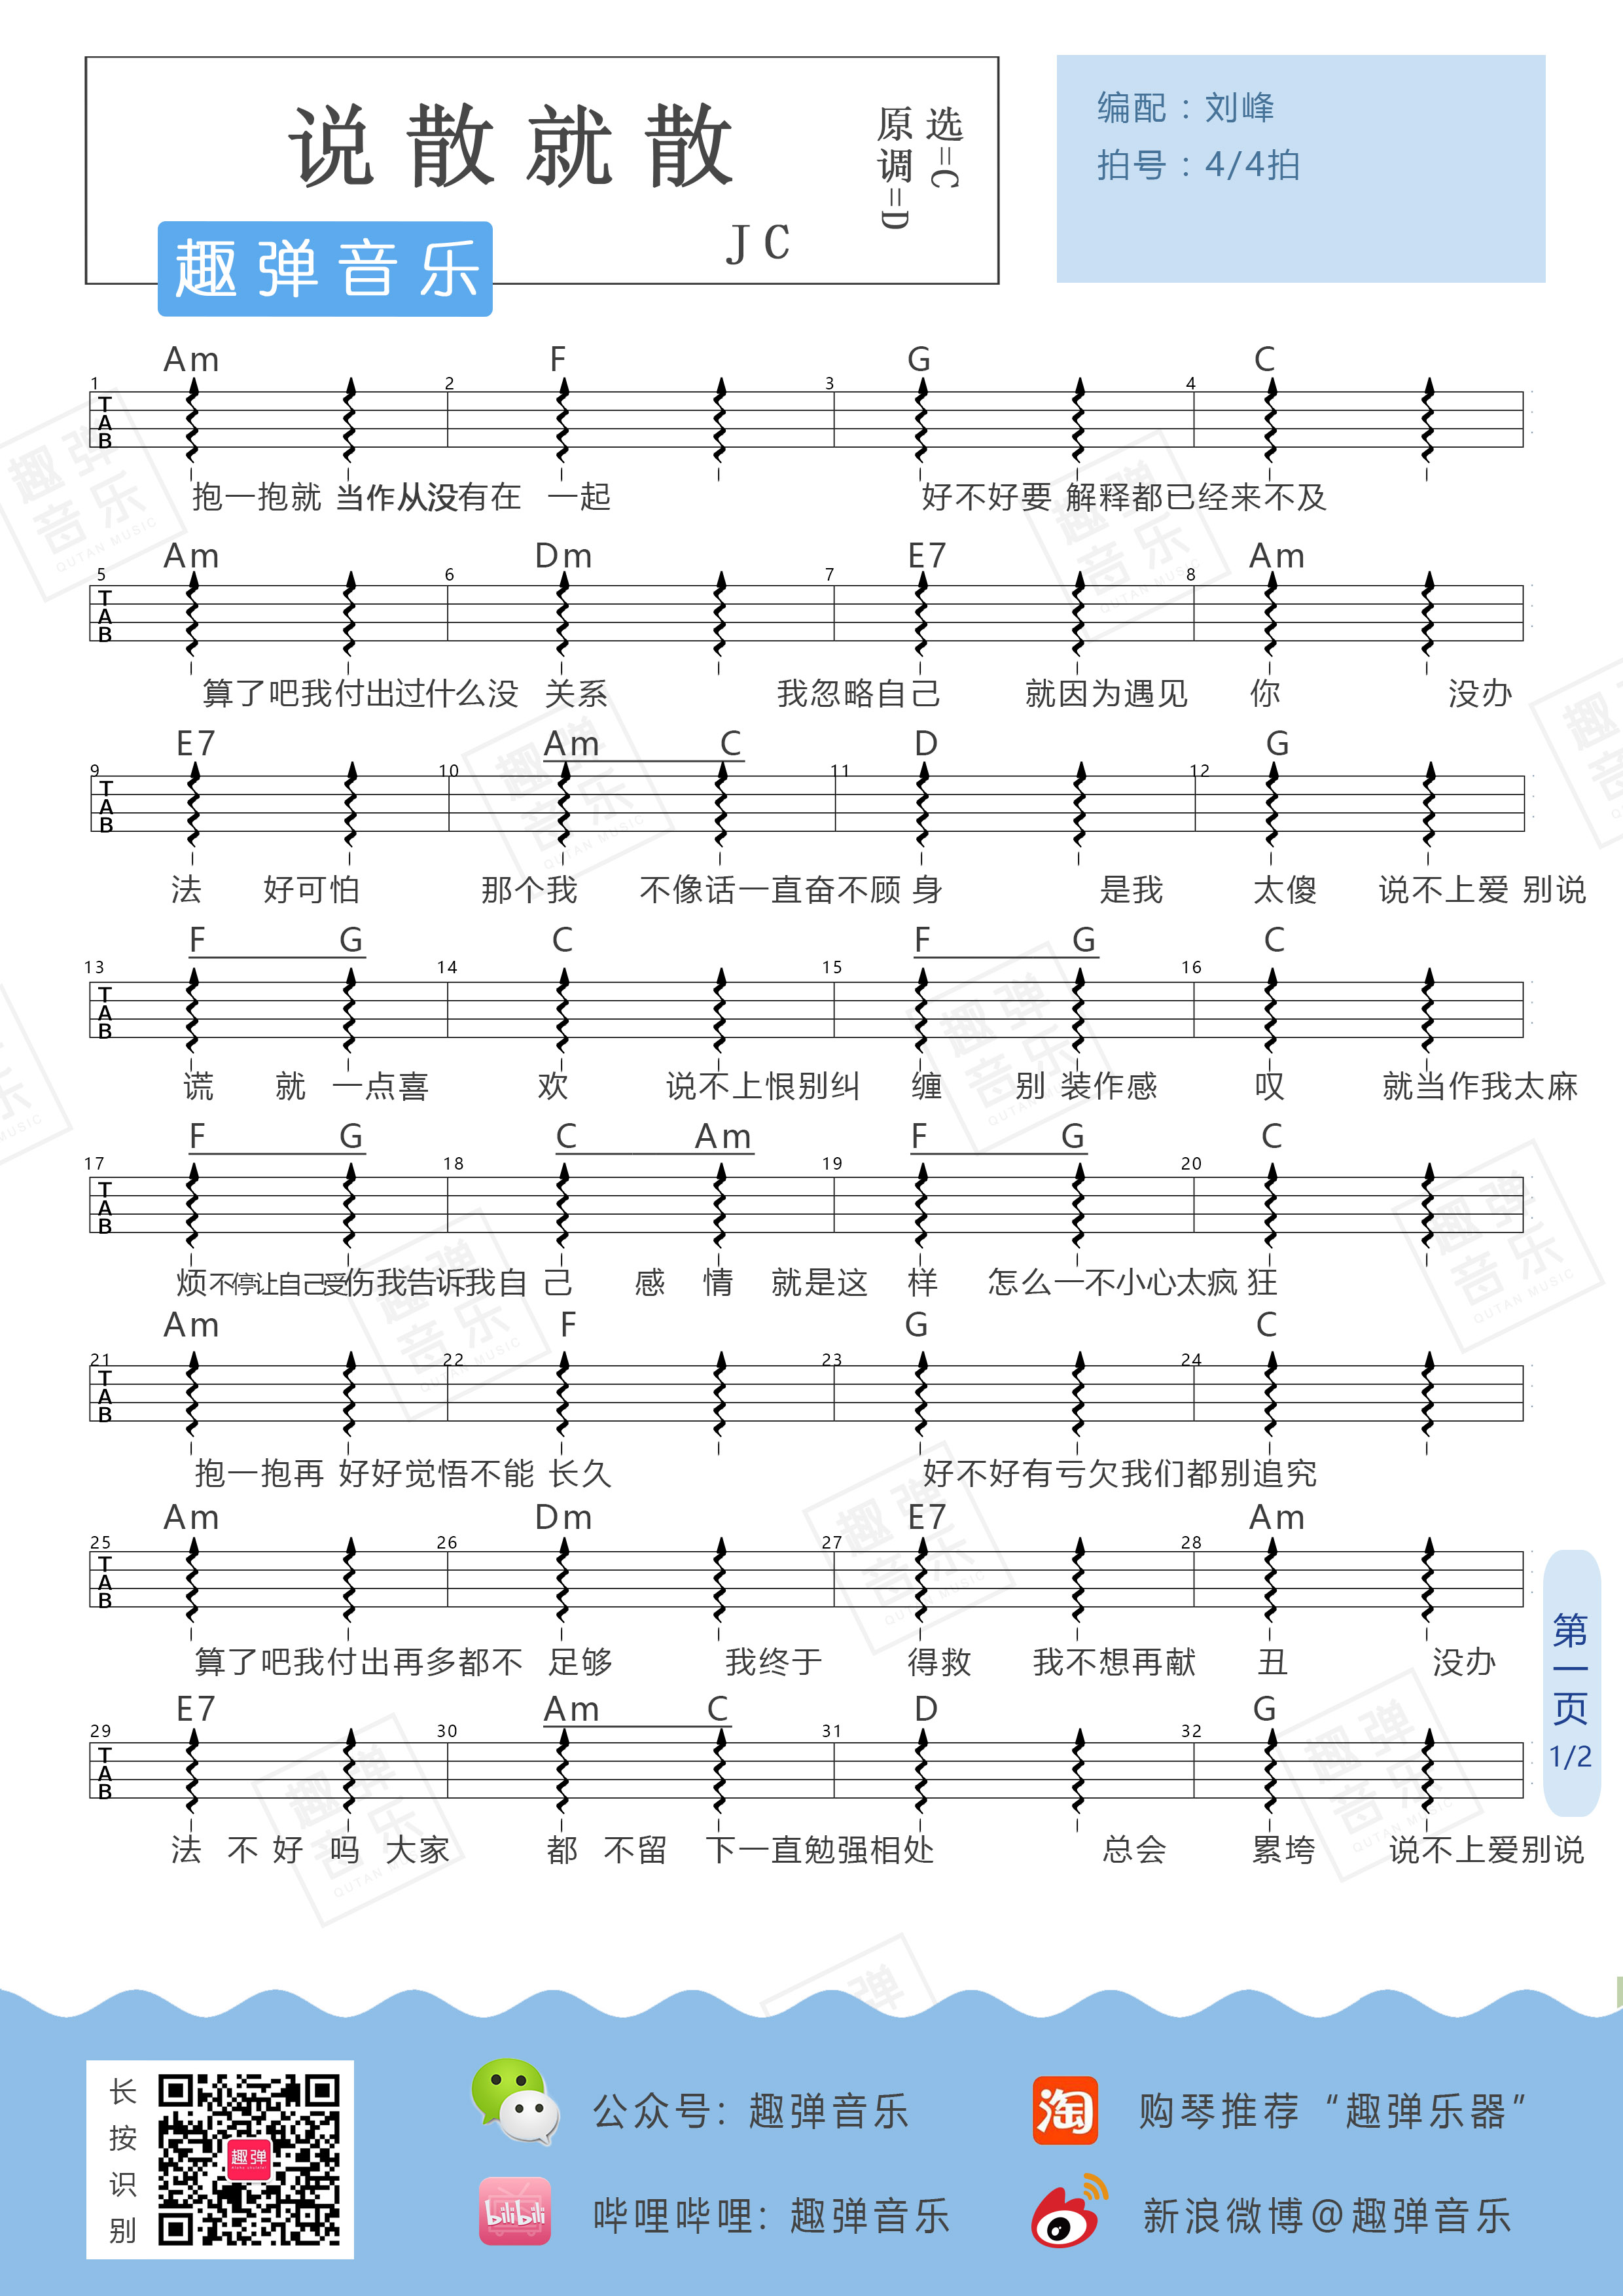 说散就散
原调=D
选=C
JC
趣弹音乐
编配：刘峰
拍号：4/4拍
Am F G C
1 2 3 4
TAB
抱一抱就 当作从没有在 一起 好不好要 解释都已经来不及
Am Dm E7 Am
5 6 7 8
TAB
算了吧我付出过什么没 关系 我忽略自己 就因为遇见 你 没办
E7 Am C D G
9 10 11 12
TAB
法 好可怕 那个我 不像话一直奋不顾 身 是我 太傻 说不上爱 别说
F G C F G C
13 14 15 16
TAB
谎 就 一点喜 欢 说不上恨别纠 缠 别 装作感 叹 就当作我太麻
F G C Am F G C
17 18 19 20
TAB
烦不停让自己受伤我告诉我自 己 感 情 就是这 样 怎么一不小心太疯 狂
Am F G C
21 22 23 24
TAB
抱一抱再 好好觉悟不能 长久 好不好有亏欠我们都别追究
Am Dm E7 Am
25 26 27 28
TAB
算了吧我付出再多都不 足够 我终于 得救 我不想再献 丑 没办
E7 Am C D G
29 30 31 32
TAB
法 不 好 吗 大家 都 不留 下一直勉强相处 总会 累垮 说不上爱别说
第一页
1/2
长按识别
趣弹
公众号：趣弹音乐
淘
购琴推荐“趣弹乐器”
bilibili
哔哩哔哩：趣弹音乐
新浪微博@趣弹音乐
趣弹音乐
QUTAN MUSIC